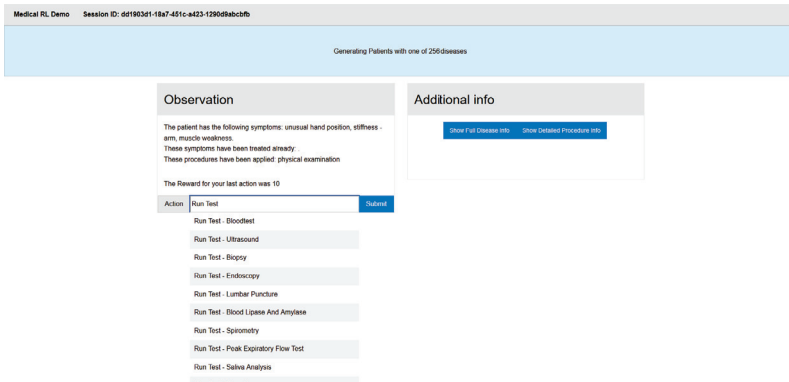 Medical RL Demo Session ID: dd1903d1-18a7-451c-a423-1290d9abcbfb
Generating Patients with one of 256diseases
Observation
The patient has the following symptoms: unusual hand position, stiffness -
arm, muscle weakness.
These symptoms have been treated already: .
These procedures have been applied: physical examination
The Reward for your last action was 10
Action Run Test Submit
Run Test - Bloodtest
Run Test - Ultrasound
Run Test - Biopsy
Run Test - Endoscopy
Run Test - Lumbar Puncture
Run Test - Blood Lipase And Amylase
Run Test - Spirometry
Run Test - Peak Expiratory Flow Test
Run Test - Saliva Analysis
Additional info
Show Full Disease info Show Detailed Procedure info